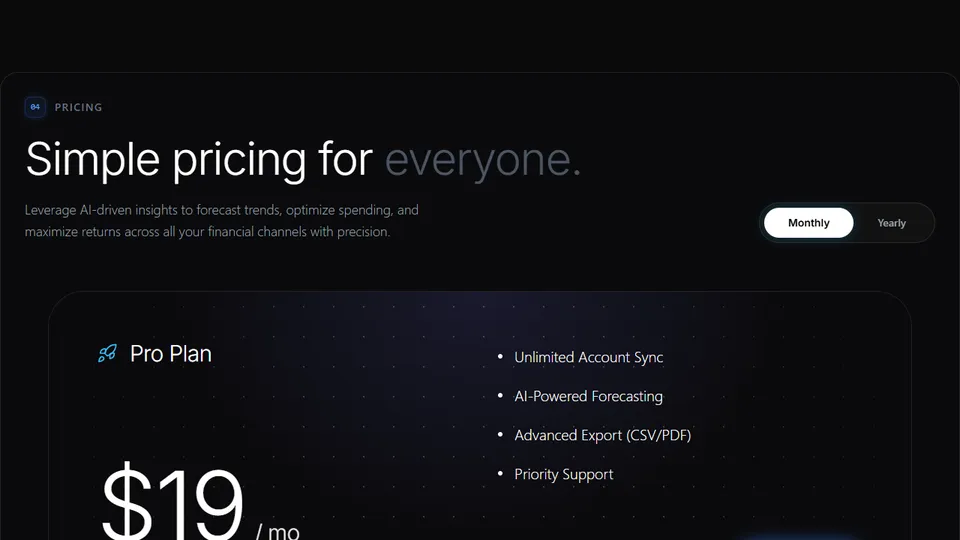 04 PRICING
Simple pricing for everyone.
Leverage AI-driven insights to forecast trends, optimize spending, and
maximize returns across all your financial channels with precision.
Monthly Yearly
Pro Plan
• Unlimited Account Sync
• AI-Powered Forecasting
• Advanced Export (CSV/PDF)
• Priority Support
$19 / mo